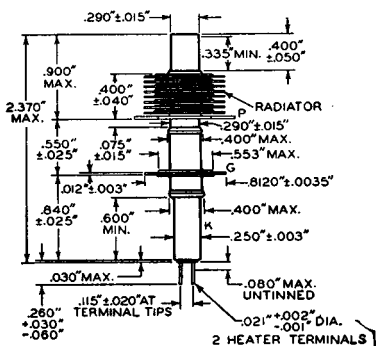 .290"±.015"
.335"MIN.
.400"
±.050"
.900"
MAX.
.400"
±.040"
RADIATOR
2.370"
MAX.
P
.290"±.015"
.075"
±.015"
.400"MAX.
.550"
±.025"
.553"MAX.
G
.012"±.003"
.8120"±.0035"
.840"
±.025"
.600"
MIN.
.400"MAX.
K
.250"±.003"
.030"MAX.
.080"MAX.
UNTINNED
.115"±.020"AT
TERMINAL TIPS
.260"
+.030"
-.060"
.021"+.002"
-.001" DIA.
2 HEATER TERMINALS